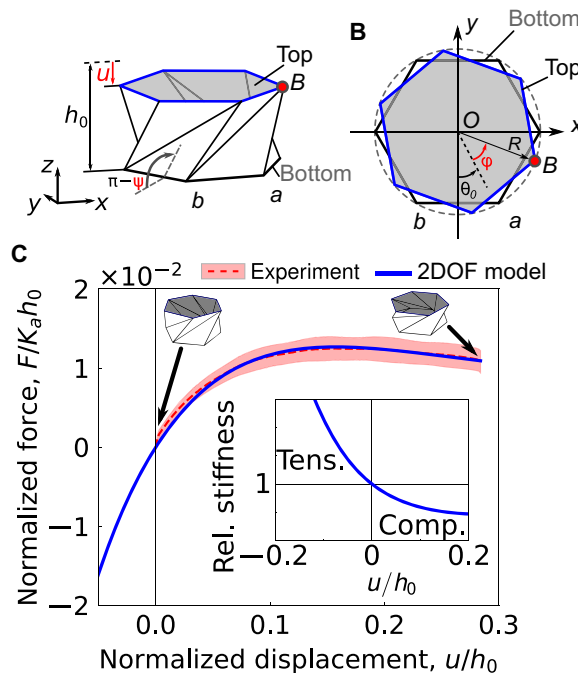 B
y
Bottom
u
Top
B
Top
h₀
O
x
R
φ
B
z
Bottom
θ₀
π−ψ
y
x
b
a
b
a
C
×10⁻²
Experiment
2DOF model
2
1
0
−1
−2
Normalized force, F/Kₐh₀
Rel. stiffness
Tens.
1
Comp.
−0.2
0
0.2
u/h₀
0.0
0.1
0.2
0.3
Normalized displacement, u/h₀